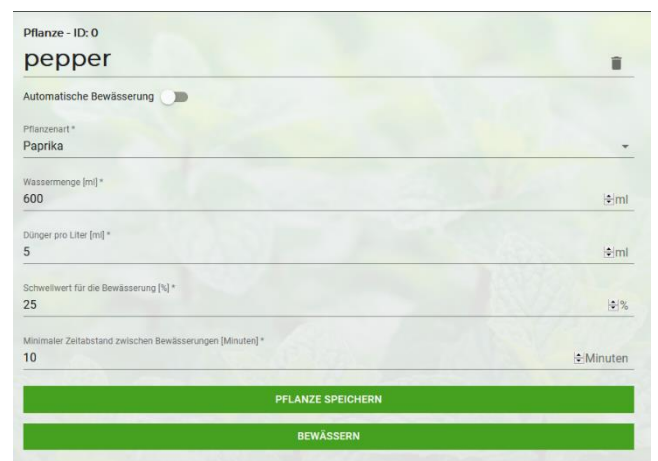 Pflanze - ID: 0
pepper
Automatische Bewässerung
Pflanzenart *
Paprika
Wassermenge [ml] *
600 ml
Dünger pro Liter [ml] *
5 ml
Schwellwert für die Bewässerung [%] *
25 %
Minimaler Zeitabstand zwischen Bewässerungen [Minuten] *
10 Minuten
PFLANZE SPEICHERN
BEWÄSSERN